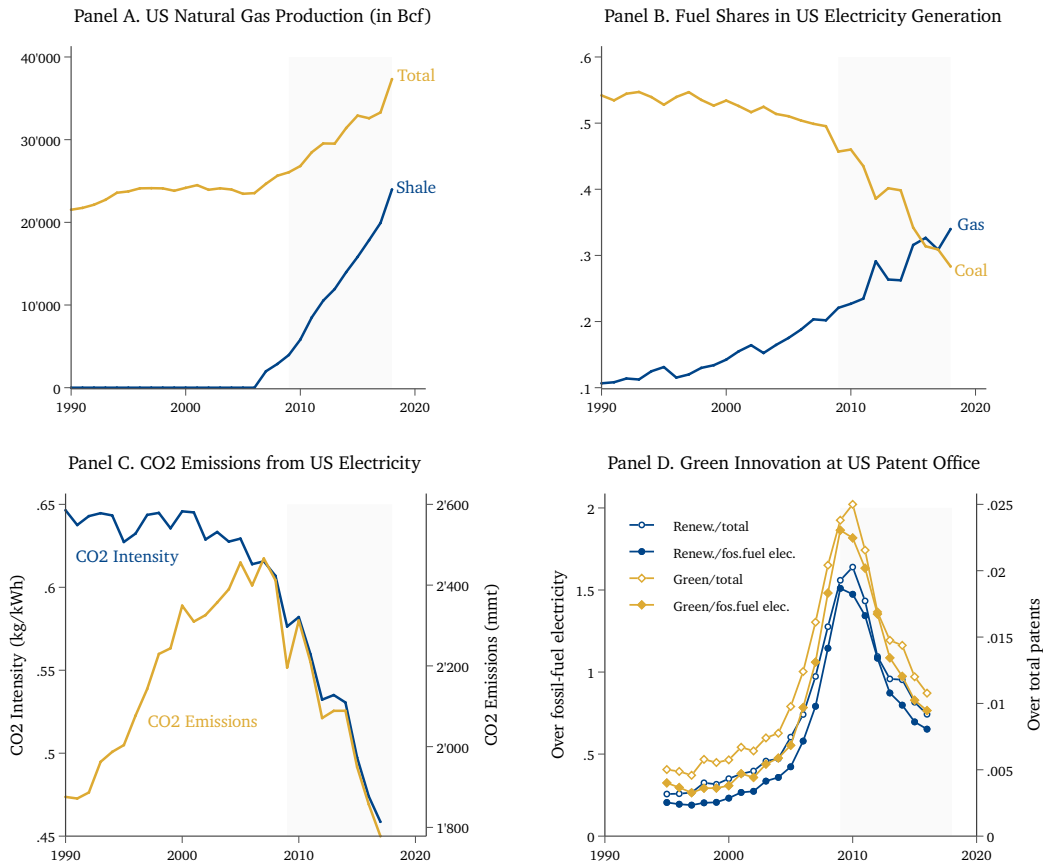 Panel A. US Natural Gas Production (in Bcf)
40'000
30'000
20'000
10'000
0
1990
2000
2010
2020
Total
Shale
Panel B. Fuel Shares in US Electricity Generation
.6
.5
.4
.3
.2
.1
1990
2000
2010
2020
Gas
Coal
Panel C. CO2 Emissions from US Electricity
CO2 Intensity (kg/kWh)
.65
.6
.55
.5
.45
1990
2000
2010
2020
2'600
2'400
2'200
2'000
1'800
CO2 Emissions (mmt)
CO2 Intensity
CO2 Emissions
Panel D. Green Innovation at US Patent Office
Over fossil-fuel electricity
2
1.5
1
.5
0
1990
2000
2010
2020
.025
.020
.015
.01
.005
0
Over total patents
Renew./total
Renew./fos.fuel elec.
Green/total
Green/fos.fuel elec.